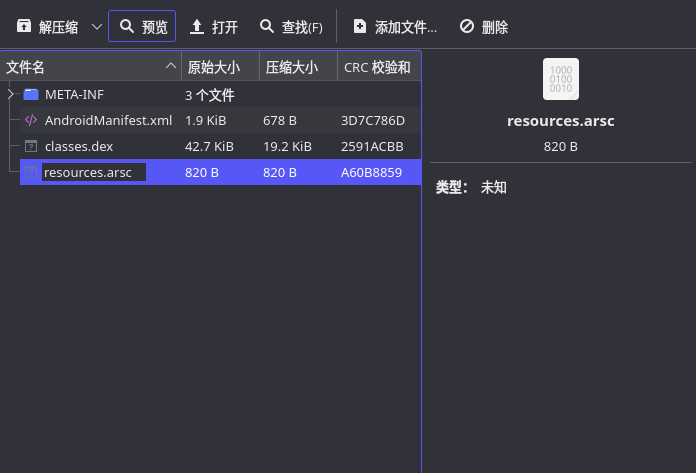 解压缩 预览 打开 查找(F) 添加文件... 删除
文件名 原始大小 压缩大小 CRC 校验和
META-INF 3 个文件
AndroidManifest.xml 1.9 KiB 678 B 3D7C786D
classes.dex 42.7 KiB 19.2 KiB 2591ACBB
resources.arsc 820 B 820 B A60B8859
1000
0100
0010
resources.arsc
820 B
类型： 未知